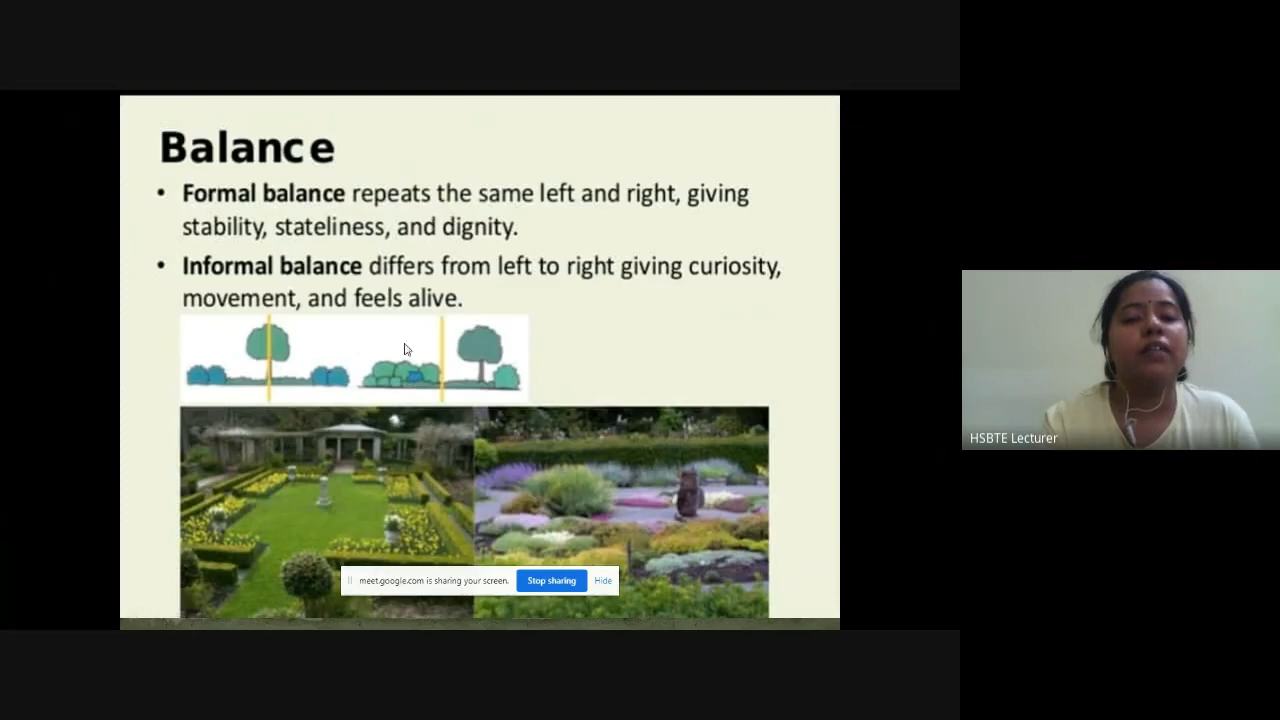 Balance
• Formal balance repeats the same left and right, giving
stability, stateliness, and dignity.
• Informal balance differs from left to right giving curiosity,
movement, and feels alive.
meet.google.com is sharing your screen. Stop sharing Hide
HSBTE Lecturer